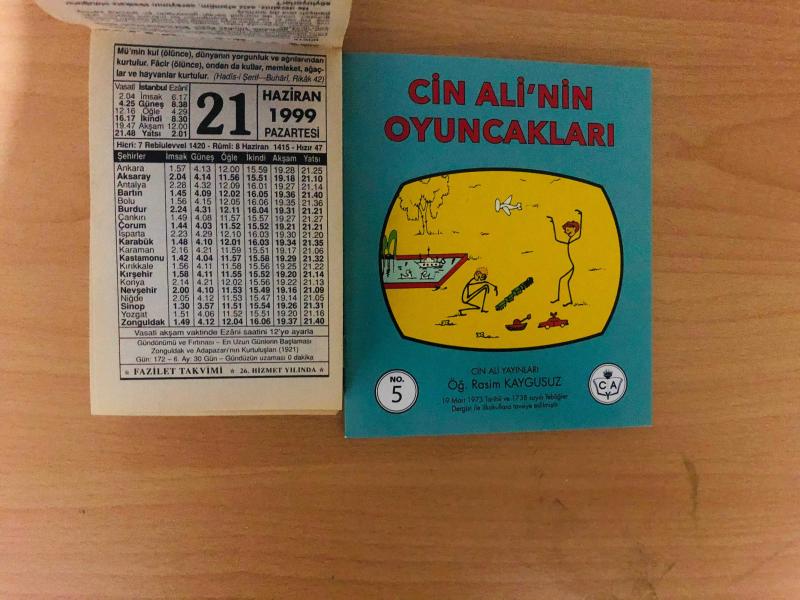 Mü'min kul (ölünce), dünyanın yorgunluk ve ağrılarından
kurtulur. Fâcir (ölünce), ondan da kullar, memleket, ağaç-
lar ve hayvanlar kurtulur. (Hadîs-i Şerif—Buhârî, Rikâk 42)
Vasatî İstanbul Ezânî
2.04 İmsak 6.17
4.25 Güneş 8.38
12.16 Öğle 4.29
16.17 İkindi 8.30
19.47 Akşam 12.00
21.48 Yatsı 2.01
21
HAZİRAN
1999
PAZARTESİ
Hicrî: 7 Rebiulevvel 1420 - Rûmî: 8 Haziran 1415 - Hızır 47
Şehirler İmsak Güneş Öğle İkindi Akşam Yatsı
Ankara 1.57 4.13 12.00 15.59 19.28 21.25
Aksaray 2.04 4.14 11.56 15.51 19.18 21.10
Antalya 2.28 4.32 12.09 16.01 19.27 21.14
Bartın 1.45 4.09 12.02 16.05 19.36 21.40
Bolu 1.56 4.15 12.05 16.06 19.35 21.36
Burdur 2.24 4.31 12.11 16.04 19.31 21.21
Çankırı 1.49 4.08 11.57 15.57 19.27 21.27
Çorum 1.44 4.03 11.52 15.52 19.21 21.21
Isparta 2.23 4.29 12.10 16.03 19.30 21.20
Karabük 1.48 4.10 12.01 16.03 19.34 21.35
Karaman 2.16 4.21 11.59 15.51 19.17 21.06
Kastamonu 1.42 4.04 11.57 15.58 19.29 21.32
Kırıkkale 1.56 4.11 11.58 15.56 19.25 21.22
Kırşehir 1.58 4.11 11.55 15.52 19.20 21.14
Konya 2.14 4.21 12.02 15.56 19.22 21.13
Nevşehir 2.00 4.10 11.53 15.49 19.16 21.09
Niğde 2.05 4.12 11.53 15.47 19.14 21.05
Sinop 1.30 3.57 11.51 15.54 19.26 21.31
Yozgat 1.51 4.06 11.52 15.51 19.20 21.16
Zonguldak 1.49 4.12 12.04 16.06 19.37 21.40
Vasati akşam vaktinde Ezânî saatini 12'ye ayarla
Gündönümü ve Fırtınası – En Uzun Günlerin Başlangıcı
Zonguldak ve Adapazarı'nın Kurtuluşları (1921)
Gün: 172 – 6. Ay: 30 Gün – Gündüzün uzaması 0 dakika
FAZİLET TAKVİMİ 26. HİZMET YILINDA
CİN ALİ'NİN
OYUNCAKLARI
CİN ALİ YAYINLARI
Öğ. Rasim KAYGUSUZ
19 Mart 1973 Tarihli ve 1738 sayılı Tebliğler
Dergisi ile ilkokullara tavsiye edilmiştir.
NO.
5
C A
Y